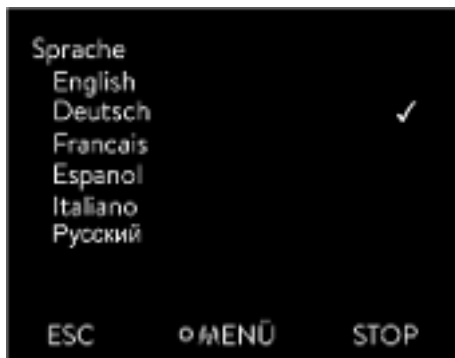 Sprache
English
Deutsch ✓
Francais
Espanol
Italiano
Русский
ESC MENÜ STOP